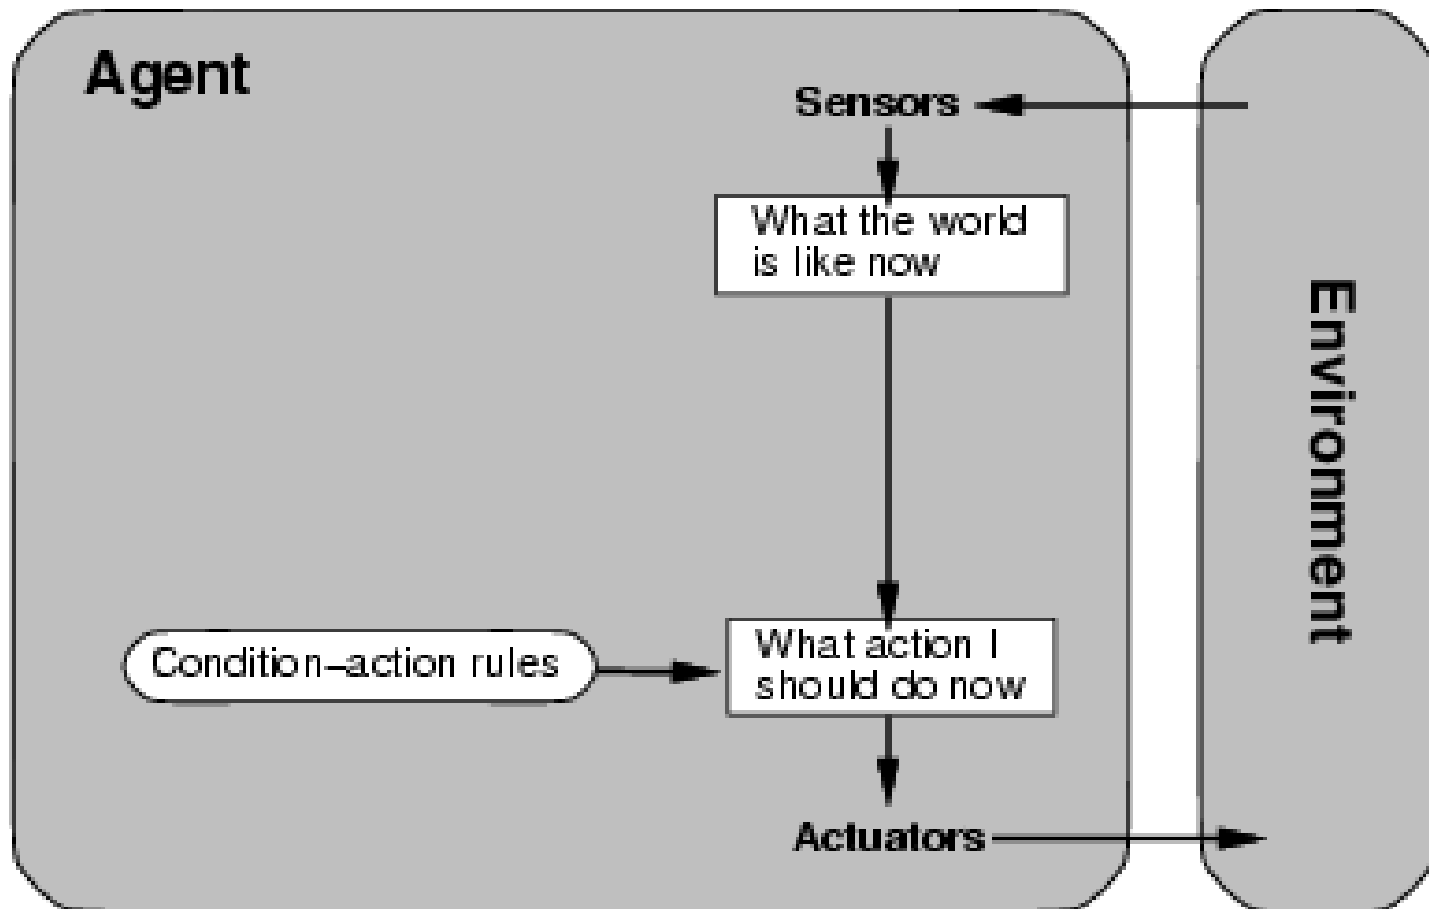 Agent
Sensors
What the world
is like now
Environment
Condition–action rules
What action I
should do now
Actuators